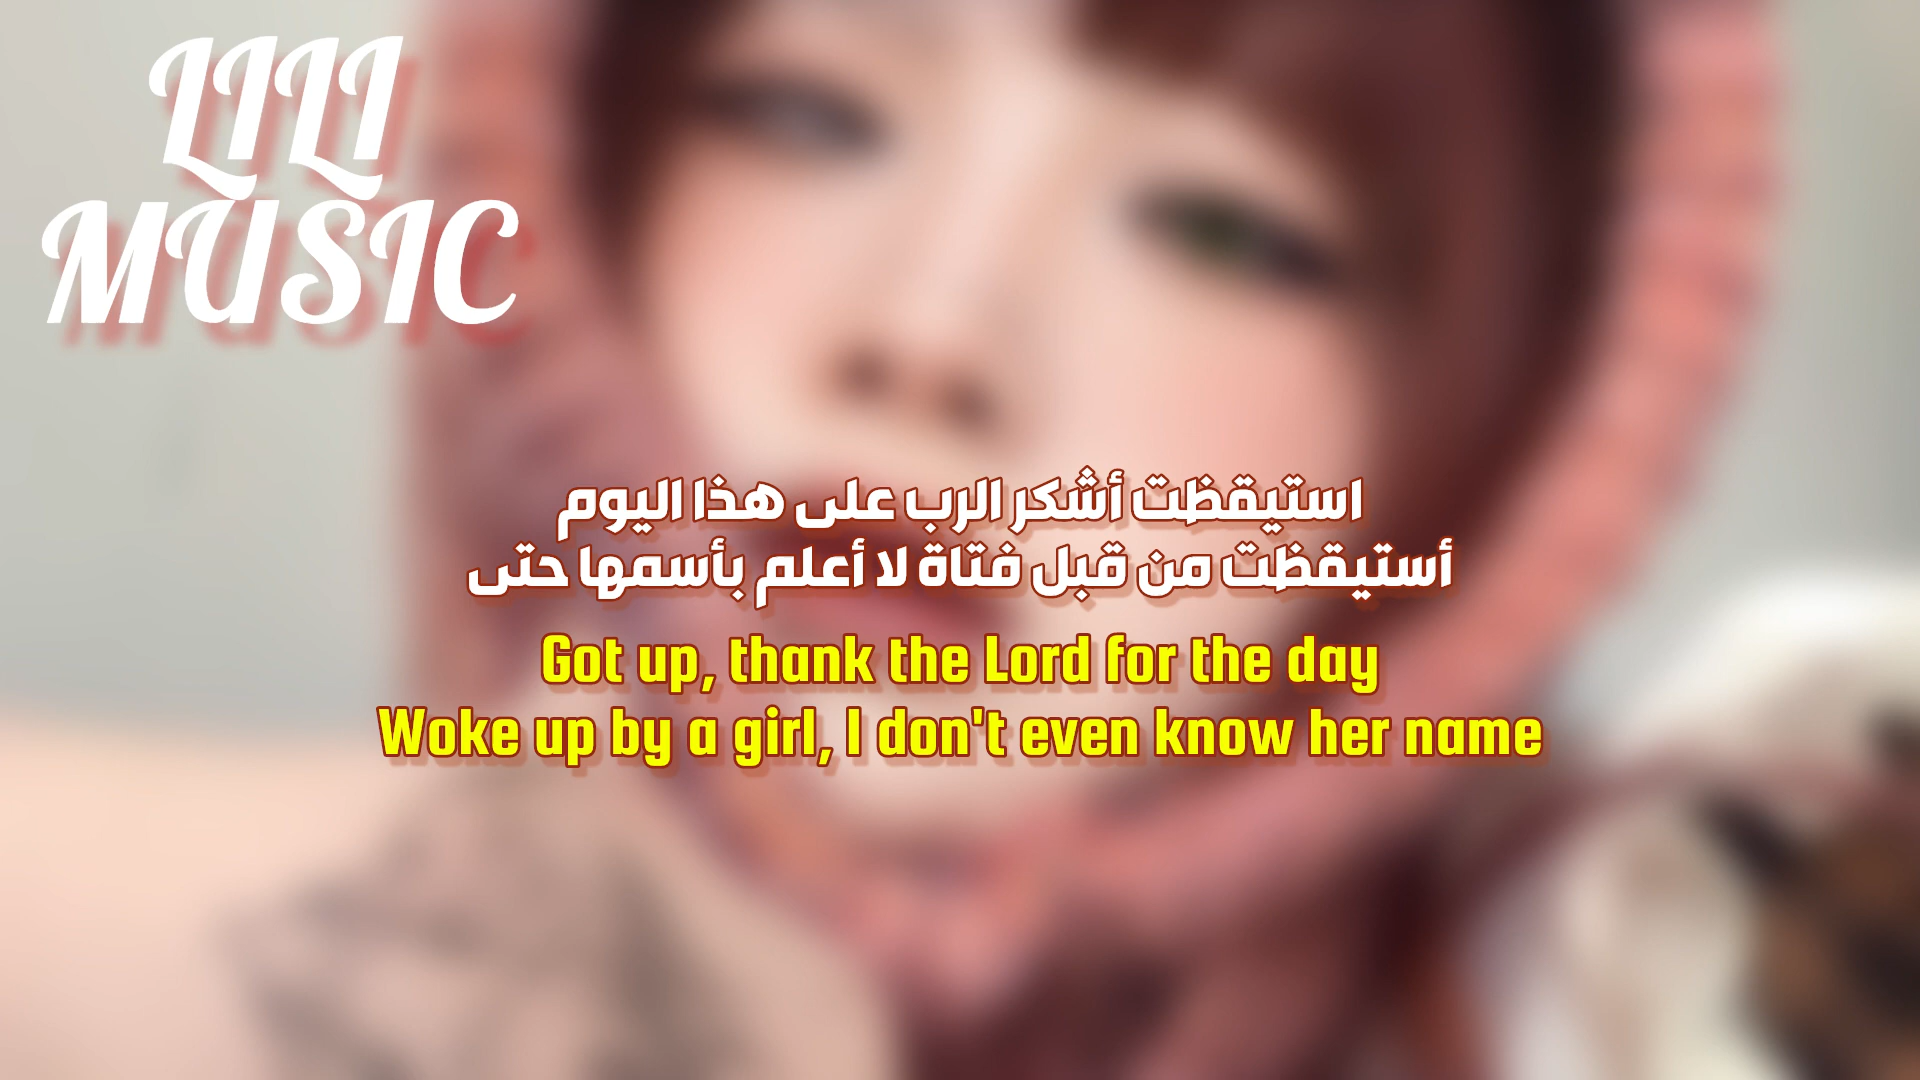 LILI
MUSIC
استيقظت أشكر الرب على هذا اليوم
أستيقظت من قبل فتاة لا أعلم بأسمها حتى
Got up, thank the Lord for the day
Woke up by a girl, I don't even know her name